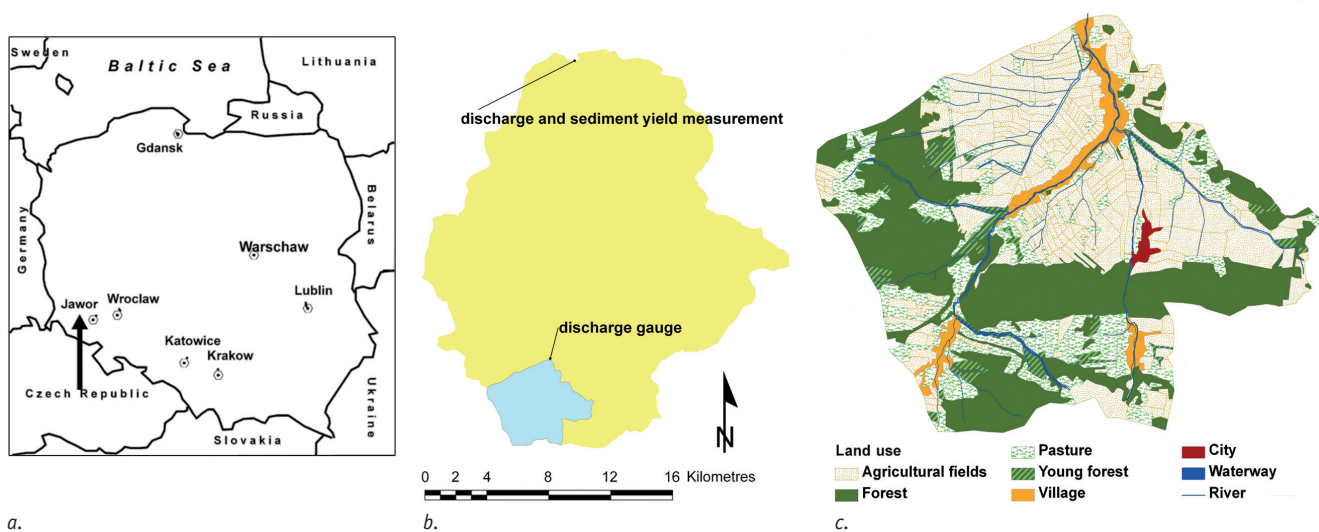 Sweden
Baltic Sea
Lithuania
Russia
Gdansk
Germany
Belarus
Warschaw
Jawor
Wroclaw
Lublin
Katowice
Krakow
Czech Republic
Ukraine
Slovakia
a.
discharge and sediment yield measurement
discharge gauge
N
0 2 4 8 12 16 Kilometres
b.
Land use
Agricultural fields
Forest
Pasture
Young forest
Village
City
Waterway
River
c.